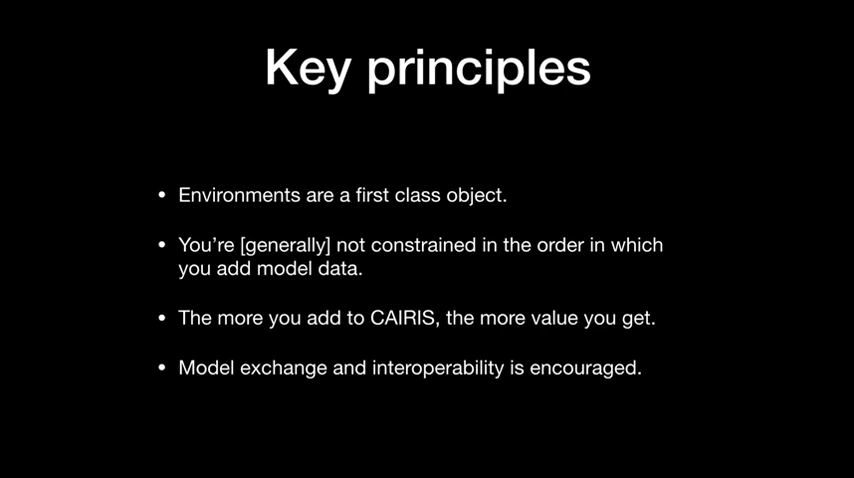 Key principles
• Environments are a first class object.
• You’re [generally] not constrained in the order in which
you add model data.
• The more you add to CAIRIS, the more value you get.
• Model exchange and interoperability is encouraged.